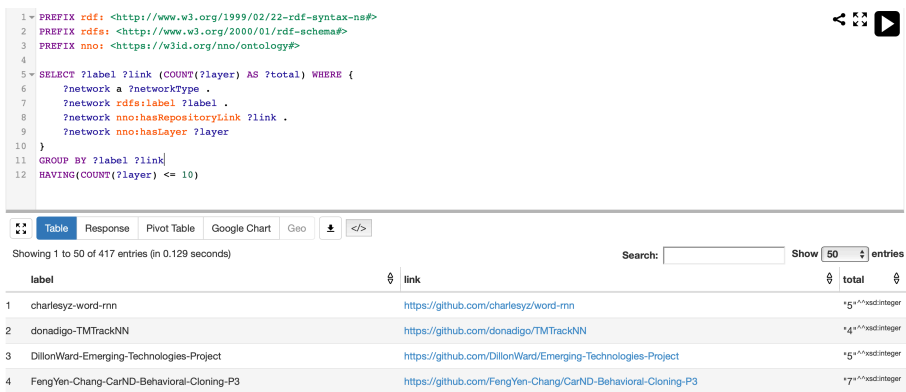 1 PREFIX rdf: <http://www.w3.org/1999/02/22-rdf-syntax-ns#>
2 PREFIX rdfs: <http://www.w3.org/2000/01/rdf-schema#>
3 PREFIX nno: <https://w3id.org/nno/ontology#>
4
5 SELECT ?label ?link (COUNT(?layer) AS ?total) WHERE {
6 ?network a ?networkType .
7 ?network rdfs:label ?label .
8 ?network nno:hasRepositoryLink ?link .
9 ?network nno:hasLayer ?layer
10 }
11 GROUP BY ?label ?link
12 HAVING(COUNT(?layer) <= 10)
Table Response Pivot Table Google Chart Geo </>
Showing 1 to 50 of 417 entries (in 0.129 seconds) Search: Show 50 entries
label link total
1 charlesyz-word-rnn https://github.com/charlesyz/word-rnn "5"^^xsd:integer
2 donadigo-TMTrackNN https://github.com/donadigo/TMTrackNN "4"^^xsd:integer
3 DillonWard-Emerging-Technologies-Project https://github.com/DillonWard/Emerging-Technologies-Project "5"^^xsd:integer
4 FengYen-Chang-CarND-Behavioral-Cloning-P3 https://github.com/FengYen-Chang/CarND-Behavioral-Cloning-P3 "7"^^xsd:integer